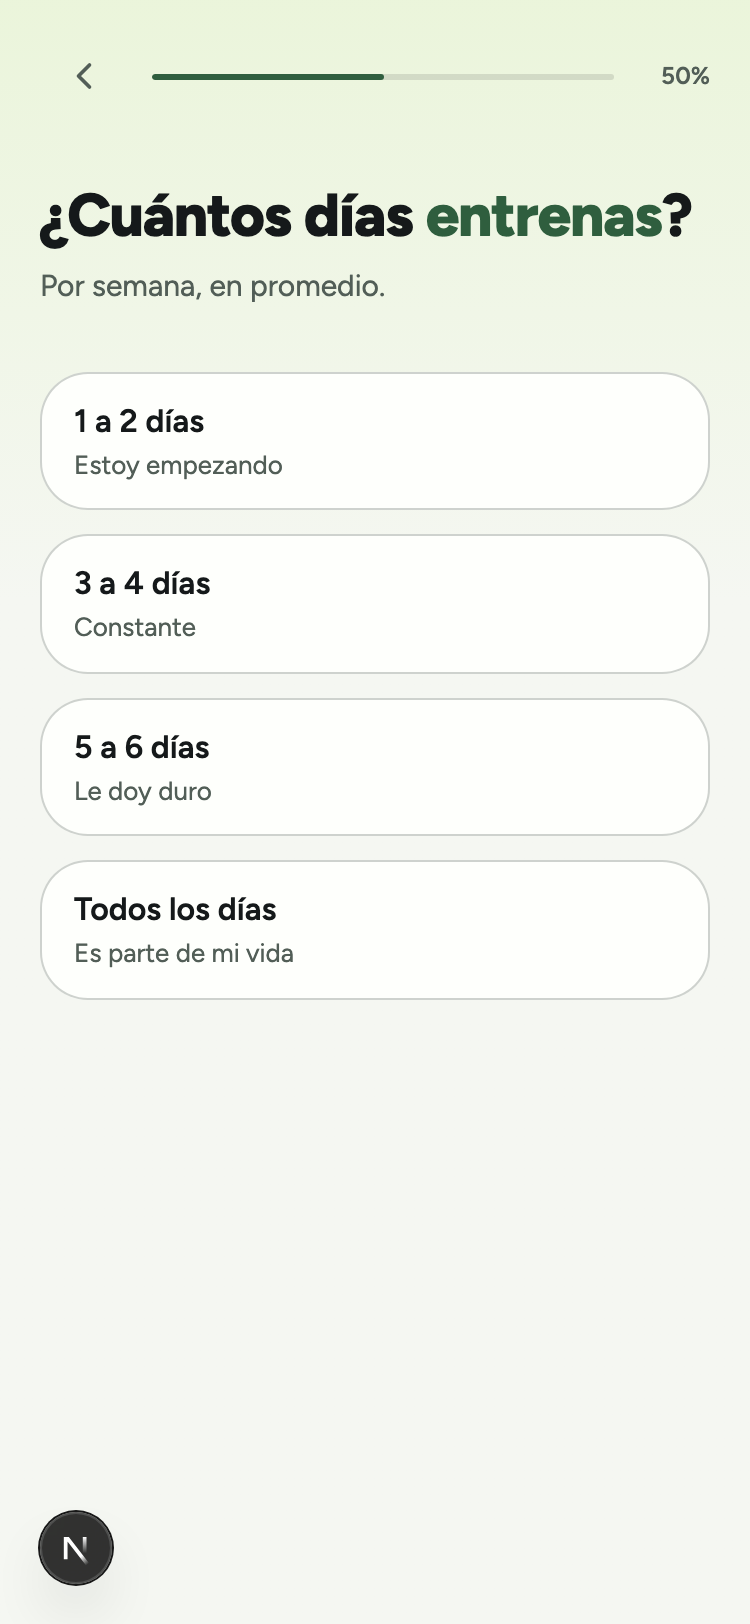 50%
¿Cuántos días entrenas?
Por semana, en promedio.
1 a 2 días
Estoy empezando
3 a 4 días
Constante
5 a 6 días
Le doy duro
Todos los días
Es parte de mi vida
N